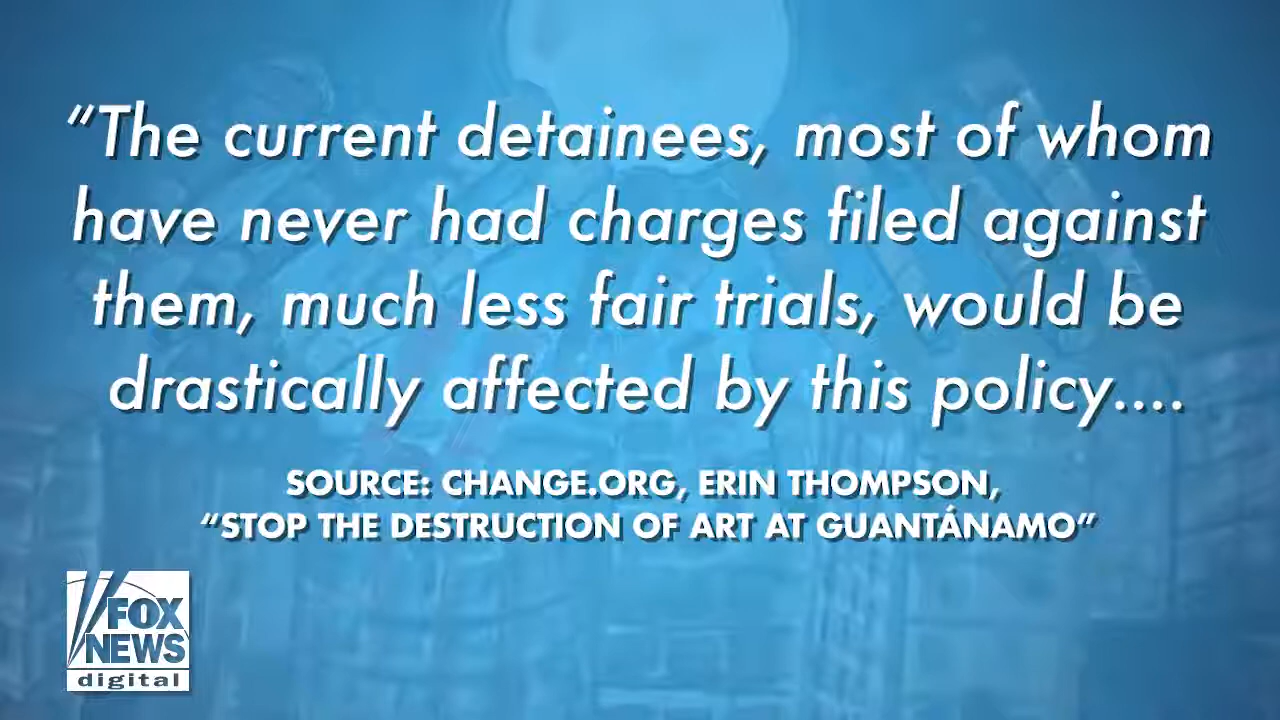 “The current detainees, most of whom
have never had charges filed against
them, much less fair trials, would be
drastically affected by this policy....
SOURCE: CHANGE.ORG, ERIN THOMPSON,
“STOP THE DESTRUCTION OF ART AT GUANTÁNAMO”
FOX
NEWS
digital